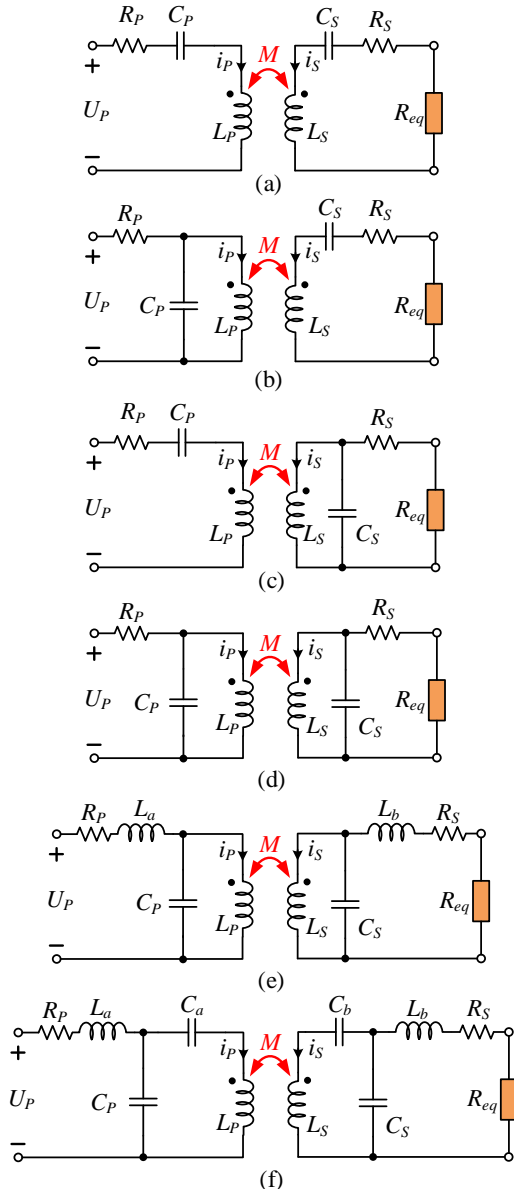 R_P C_P C_S R_S
+ i_P M i_S
U_P L_P L_S R_eq
−
(a)
R_P C_S R_S
+ i_P M i_S
U_P C_P L_P L_S R_eq
−
(b)
R_P C_P R_S
+ i_P M i_S
U_P L_P L_S C_S R_eq
−
(c)
R_P R_S
+ i_P M i_S
U_P C_P L_P L_S C_S R_eq
−
(d)
R_P L_a L_b R_S
+ i_P M i_S
U_P C_P L_P L_S C_S R_eq
−
(e)
R_P L_a C_a C_b L_b R_S
+ i_P M i_S
U_P C_P L_P L_S C_S R_eq
−
(f)